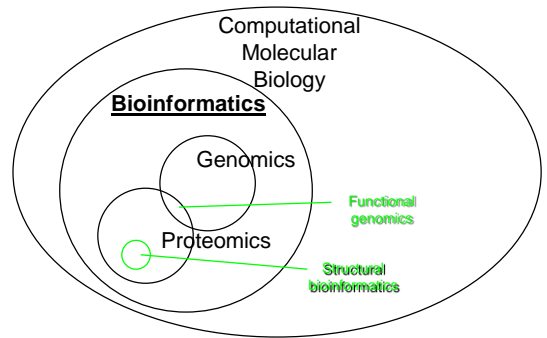 Computational
Molecular
Biology
Bioinformatics
Genomics
Functional
genomics
Proteomics
Structural
bioinformatics